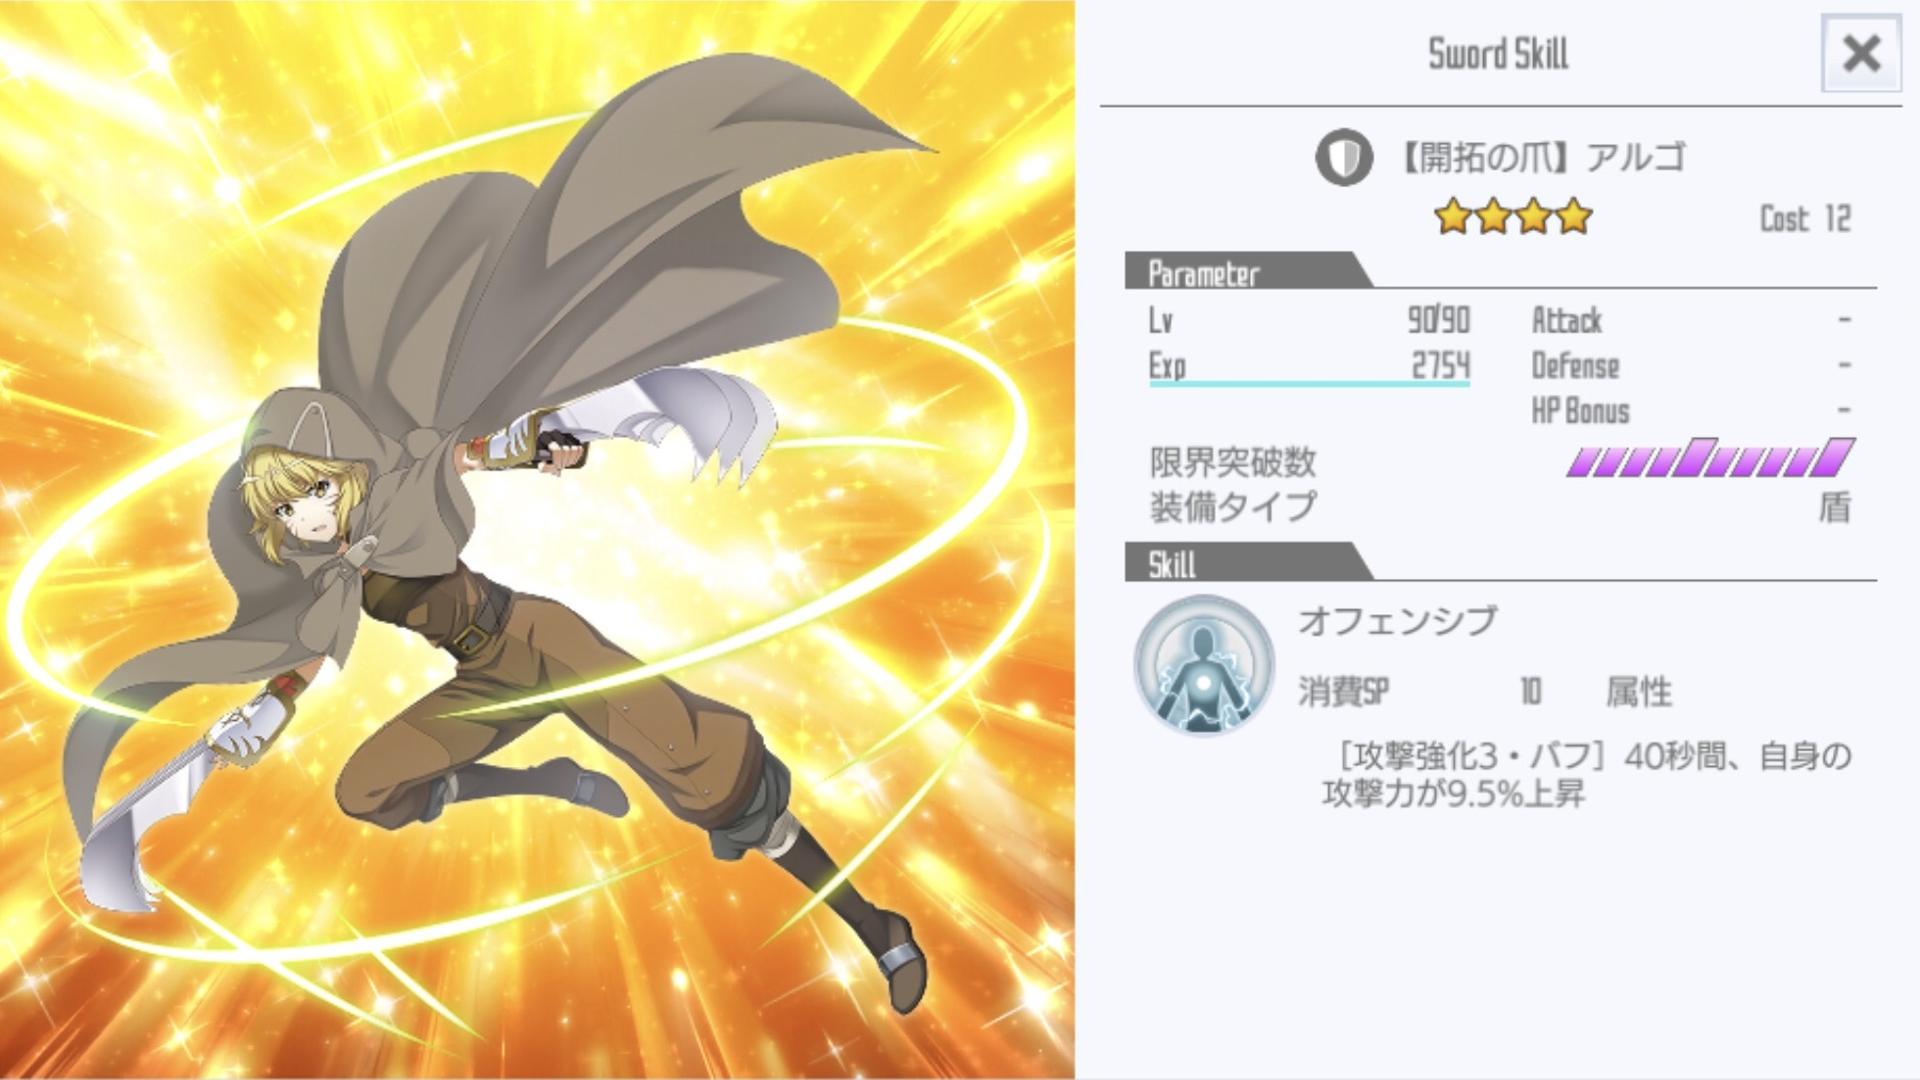 Sword Skill
【開拓の爪】アルゴ
Cost 12
Parameter
Lv 90/90 Attack -
Exp 2754 Defense -
HP Bonus -
限界突破数
装備タイプ 盾
Skill
オフェンシブ
消費SP 10 属性
［攻撃強化3・バフ］40秒間、自身の
攻撃力が9.5%上昇